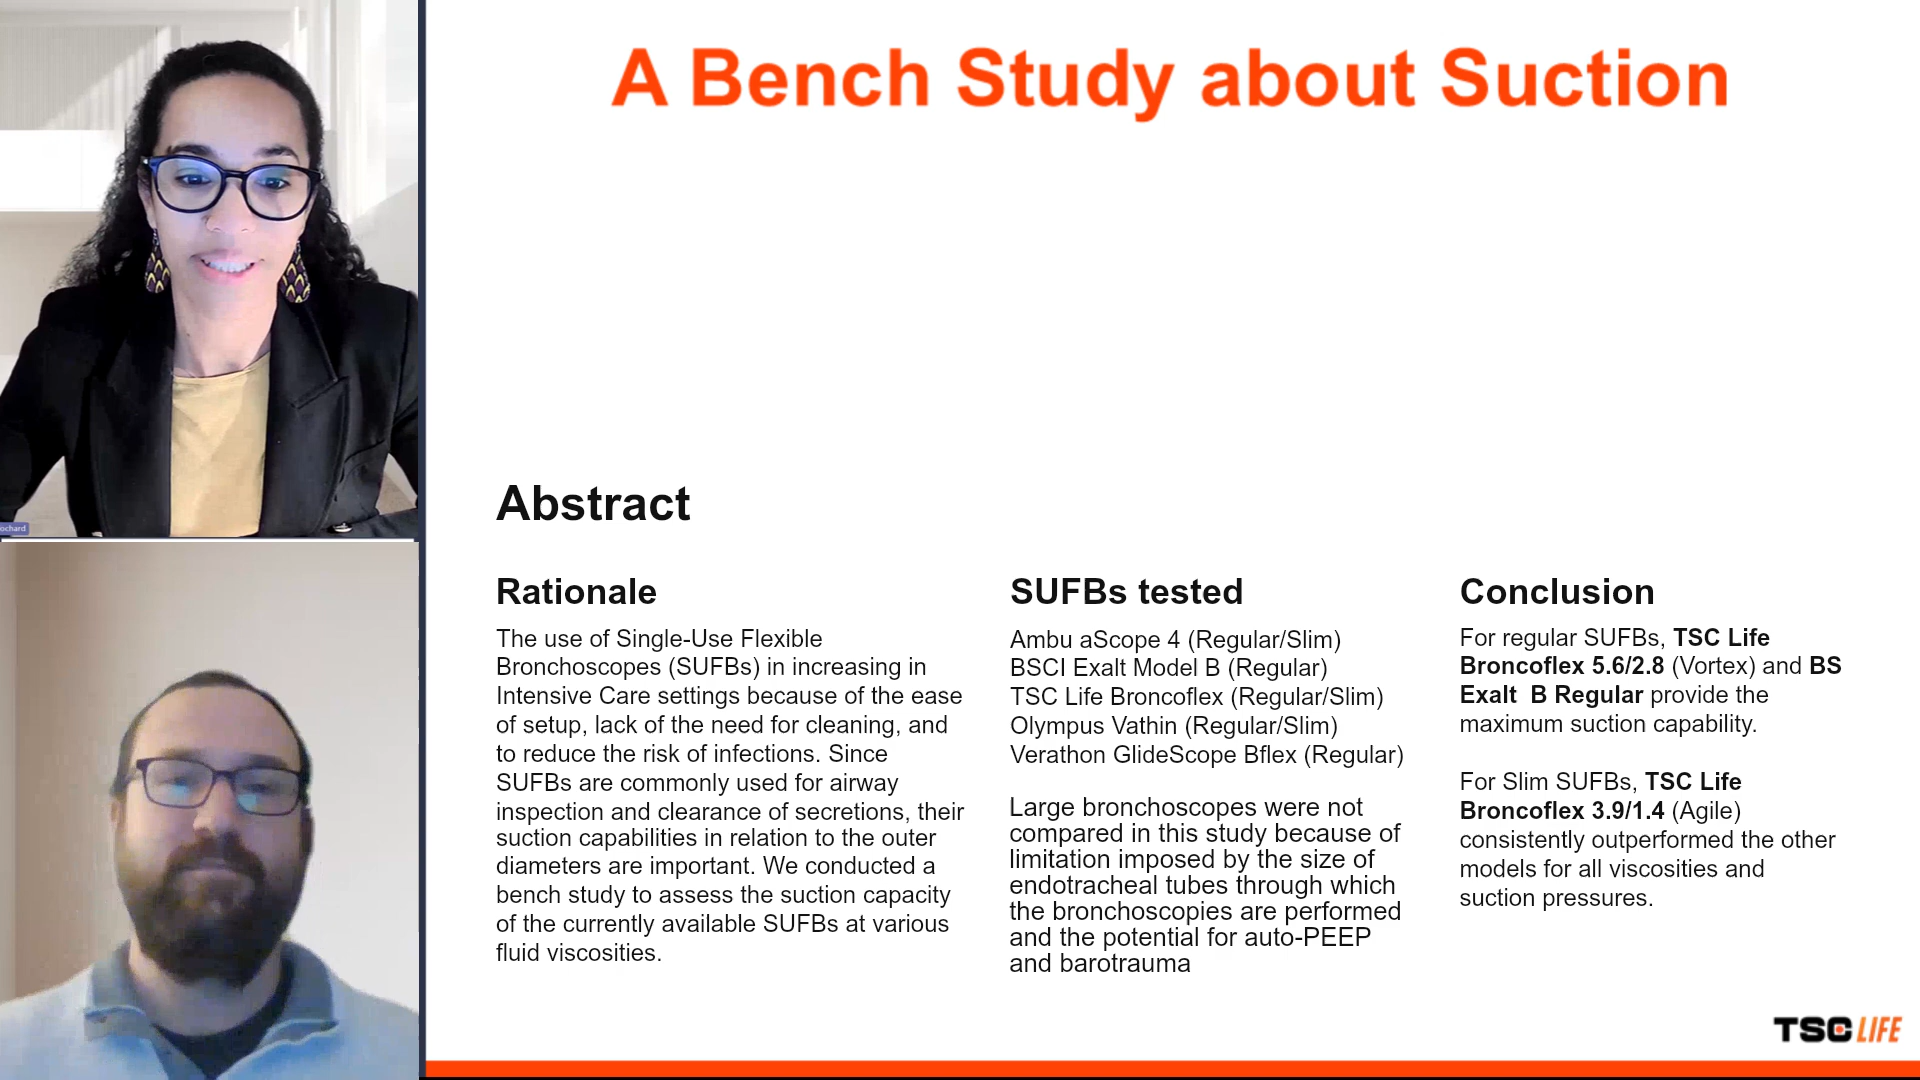 A Bench Study about Suction
Abstract
Rationale
The use of Single-Use Flexible
Bronchoscopes (SUFBs) in increasing in
Intensive Care settings because of the ease
of setup, lack of the need for cleaning, and
to reduce the risk of infections. Since
SUFBs are commonly used for airway
inspection and clearance of secretions, their
suction capabilities in relation to the outer
diameters are important. We conducted a
bench study to assess the suction capacity
of the currently available SUFBs at various
fluid viscosities.
SUFBs tested
Ambu aScope 4 (Regular/Slim)
BSCI Exalt Model B (Regular)
TSC Life Broncoflex (Regular/Slim)
Olympus Vathin (Regular/Slim)
Verathon GlideScope Bflex (Regular)
Large bronchoscopes were not
compared in this study because of
limitation imposed by the size of
endotracheal tubes through which
the bronchoscopies are performed
and the potential for auto-PEEP
and barotrauma
Conclusion
For regular SUFBs, TSC Life
Broncoflex 5.6/2.8 (Vortex) and BS
Exalt B Regular provide the
maximum suction capability.
For Slim SUFBs, TSC Life
Broncoflex 3.9/1.4 (Agile)
consistently outperformed the other
models for all viscosities and
suction pressures.
ochard
TSC LIFE